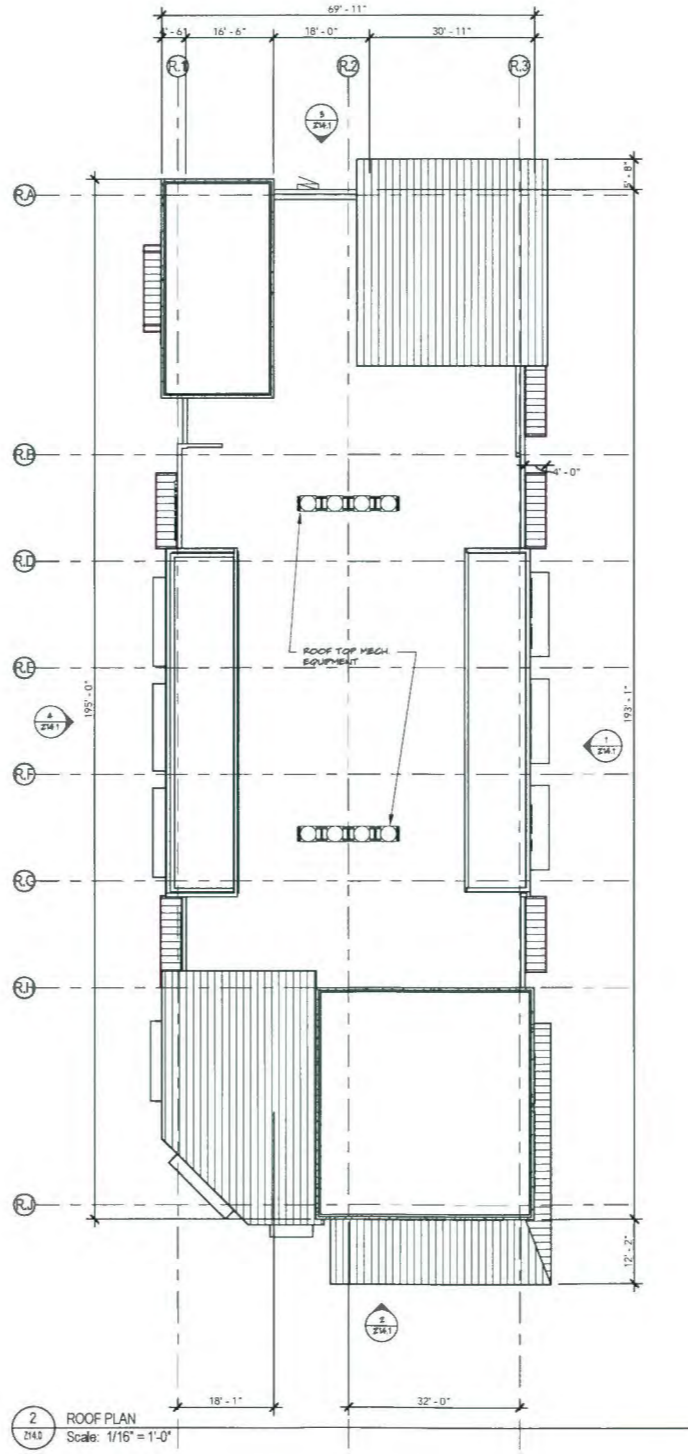 69' - 11"
4' - 6" 16' - 6" 18' - 0" 30' - 11"
R.1 R.2 R.3
3
Z14.1
5' - 8"
R.A
R.B
4' - 0"
R.D
ROOF TOP MECH.
EQUIPMENT
R.E
195' - 0" 193' - 1"
4
Z14.1
1
Z14.1
R.F
R.G
R.H
R.J
12' - 2"
2
Z14.1
18' - 1" 32' - 0"
2
Z14.0
ROOF PLAN
Scale: 1/16" = 1'-0"